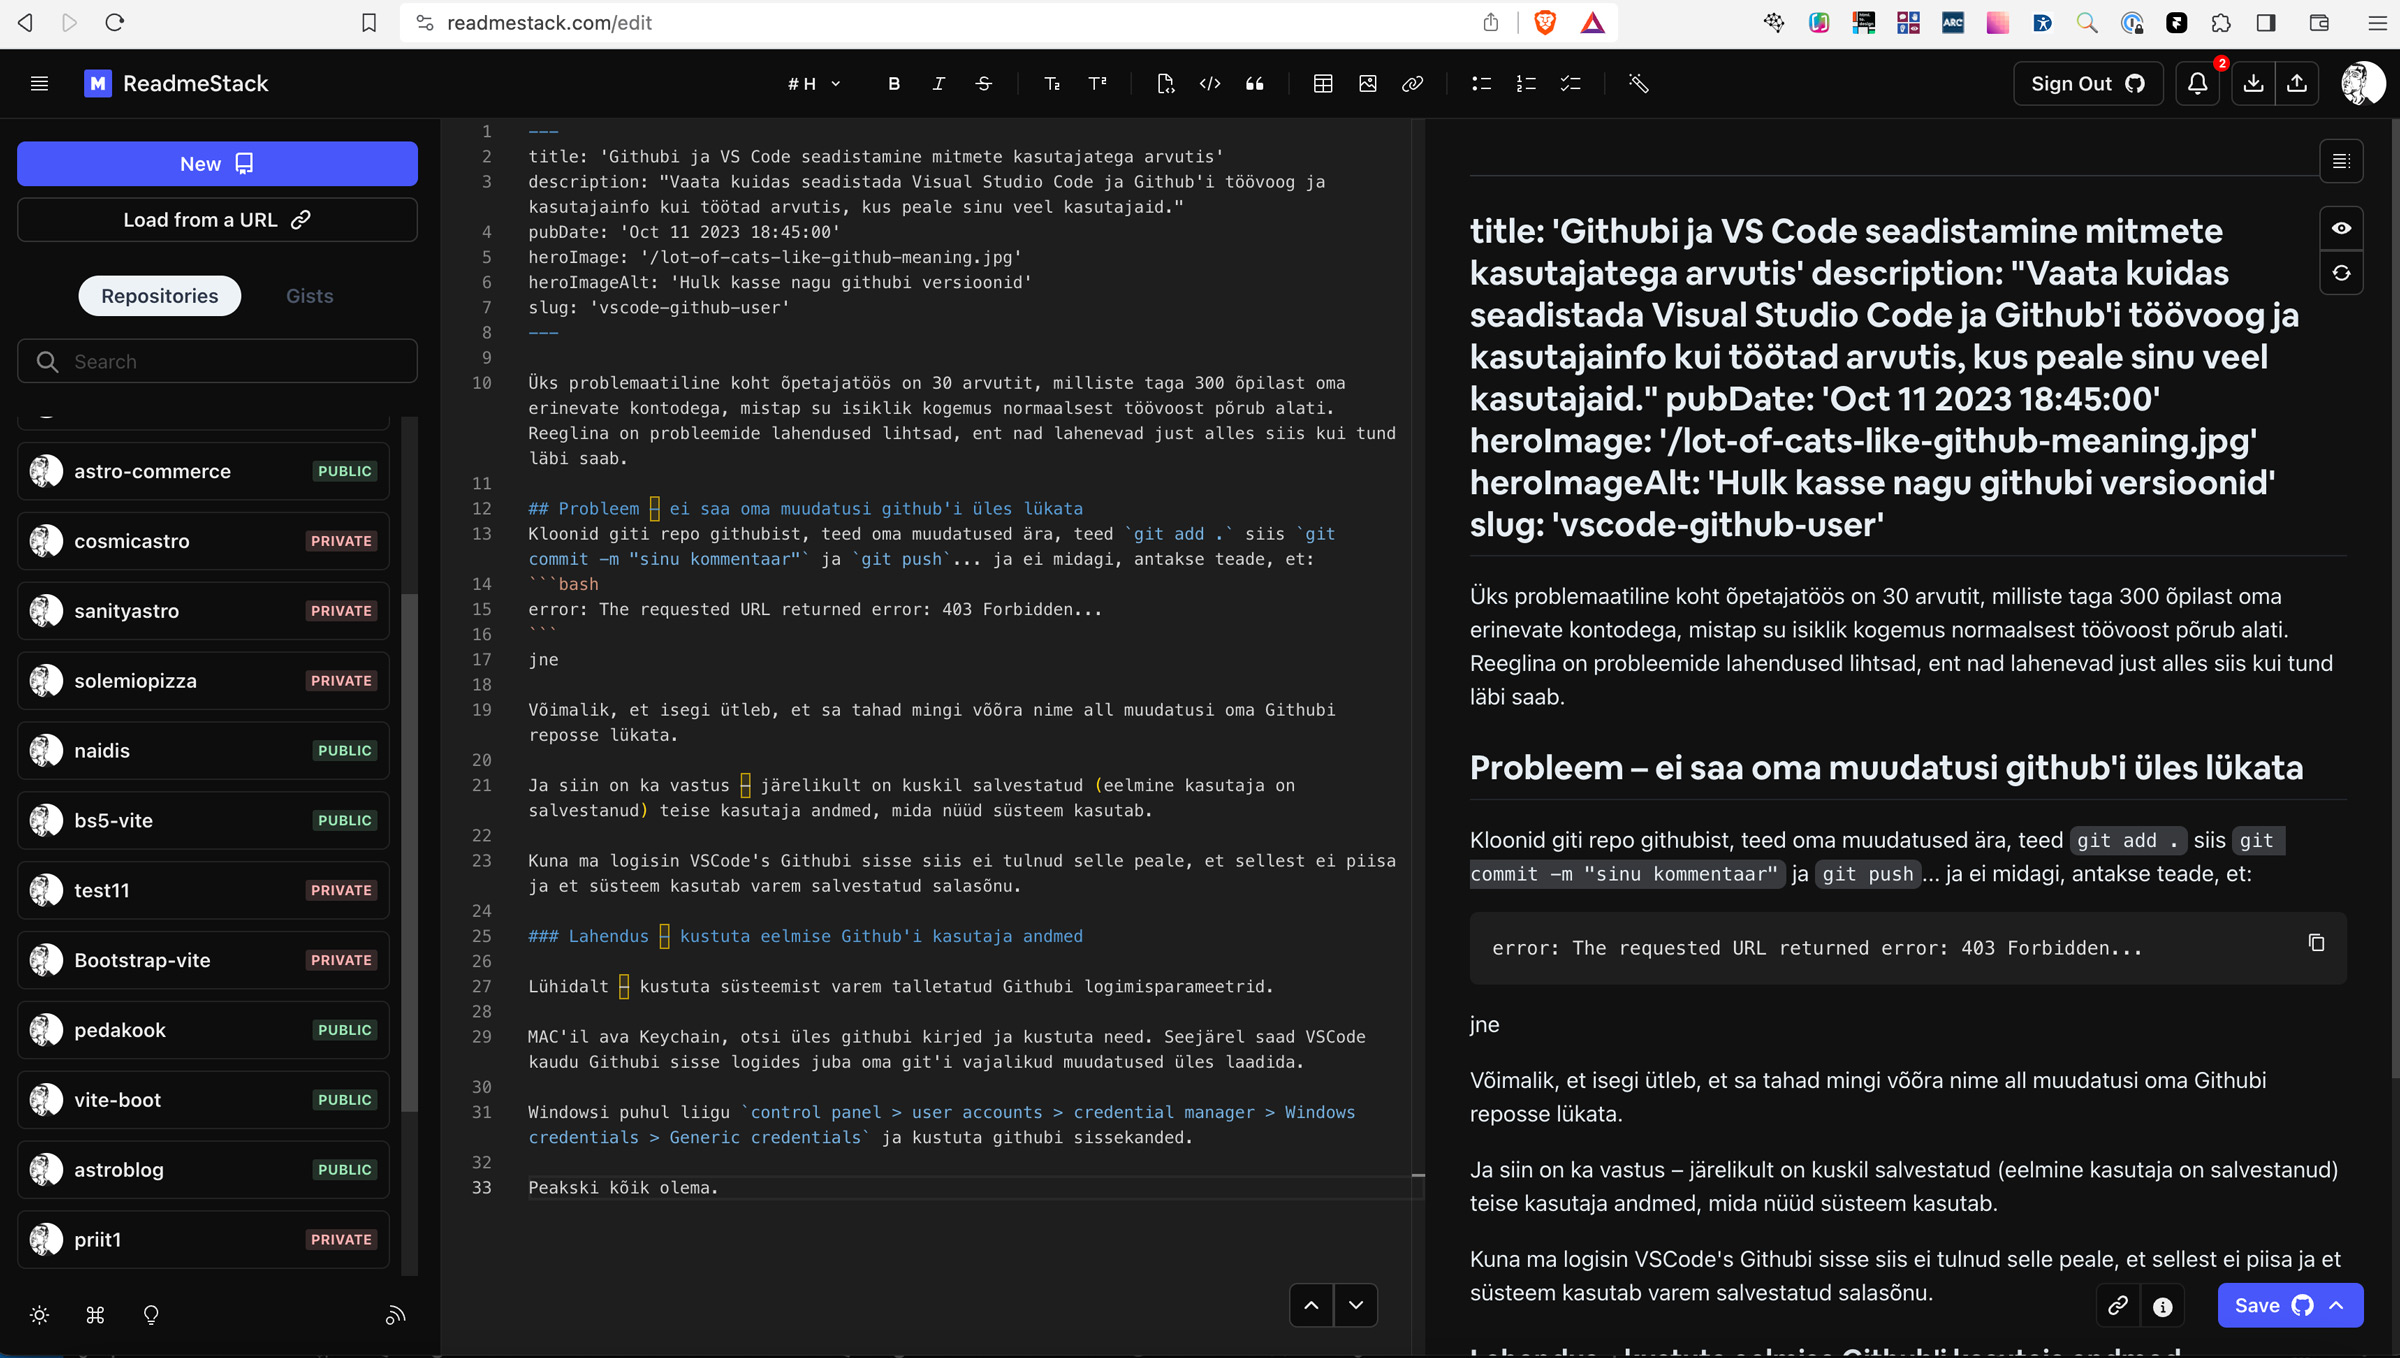 readmestack.com/edit
ARC
M ReadmeStack
# H
B I S T₂ T²
Sign Out
2
New
Load from a URL
Repositories Gists
Search
astro-commerce PUBLIC
cosmicastro PRIVATE
sanityastro PRIVATE
solemiopizza PRIVATE
naidis PUBLIC
bs5-vite PUBLIC
test11 PRIVATE
Bootstrap-vite PRIVATE
pedakook PUBLIC
vite-boot PUBLIC
astroblog PUBLIC
priit1 PRIVATE
1 ---
2 title: 'Githubi ja VS Code seadistamine mitmete kasutajatega arvutis'
3 description: "Vaata kuidas seadistada Visual Studio Code ja Github'i töövoog ja
kasutajainfo kui töötad arvutis, kus peale sinu veel kasutajaid."
4 pubDate: 'Oct 11 2023 18:45:00'
5 heroImage: '/lot-of-cats-like-github-meaning.jpg'
6 heroImageAlt: 'Hulk kasse nagu githubi versioonid'
7 slug: 'vscode-github-user'
8 ---
9
10 Üks problemaatiline koht õpetajatöös on 30 arvutit, milliste taga 300 õpilast oma
erinevate kontodega, mistap su isiklik kogemus normaalsest töövoost põrub alati.
Reeglina on probleemide lahendused lihtsad, ent nad lahenevad just alles siis kui tund
läbi saab.
11
12 ## Probleem – ei saa oma muudatusi github'i üles lükata
13 Kloonid giti repo githubist, teed oma muudatused ära, teed `git add .` siis `git
commit -m "sinu kommentaar"` ja `git push`... ja ei midagi, antakse teade, et:
14 ```bash
15 error: The requested URL returned error: 403 Forbidden...
16 ```
17 jne
18
19 Võimalik, et isegi ütleb, et sa tahad mingi võõra nime all muudatusi oma Githubi
reposse lükata.
20
21 Ja siin on ka vastus – järelikult on kuskil salvestatud (eelmine kasutaja on
salvestanud) teise kasutaja andmed, mida nüüd süsteem kasutab.
22
23 Kuna ma logisin VSCode's Githubi sisse siis ei tulnud selle peale, et sellest ei piisa
ja et süsteem kasutab varem salvestatud salasõnu.
24
25 ### Lahendus – kustuta eelmise Github'i kasutaja andmed
26
27 Lühidalt – kustuta süsteemist varem talletatud Githubi logimisparameetrid.
28
29 MAC'il ava Keychain, otsi üles githubi kirjed ja kustuta need. Seejärel saad VSCode
kaudu Githubi sisse logides juba oma git'i vajalikud muudatused üles laadida.
30
31 Windowsi puhul liigu `control panel > user accounts > credential manager > Windows
credentials > Generic credentials` ja kustuta githubi sissekanded.
32
33 Peakski kõik olema.
title: 'Githubi ja VS Code seadistamine mitmete
kasutajatega arvutis' description: "Vaata kuidas
seadistada Visual Studio Code ja Github'i töövoog ja
kasutajainfo kui töötad arvutis, kus peale sinu veel
kasutajaid." pubDate: 'Oct 11 2023 18:45:00'
heroImage: '/lot-of-cats-like-github-meaning.jpg'
heroImageAlt: 'Hulk kasse nagu githubi versioonid'
slug: 'vscode-github-user'
Üks problemaatiline koht õpetajatöös on 30 arvutit, milliste taga 300 õpilast oma
erinevate kontodega, mistap su isiklik kogemus normaalsest töövoost põrub alati.
Reeglina on probleemide lahendused lihtsad, ent nad lahenevad just alles siis kui tund
läbi saab.
Probleem – ei saa oma muudatusi github'i üles lükata
Kloonid giti repo githubist, teed oma muudatused ära, teed git add . siis git
commit -m "sinu kommentaar" ja git push... ja ei midagi, antakse teade, et:
error: The requested URL returned error: 403 Forbidden...
jne
Võimalik, et isegi ütleb, et sa tahad mingi võõra nime all muudatusi oma Githubi
reposse lükata.
Ja siin on ka vastus – järelikult on kuskil salvestatud (eelmine kasutaja on salvestanud)
teise kasutaja andmed, mida nüüd süsteem kasutab.
Kuna ma logisin VSCode's Githubi sisse siis ei tulnud selle peale, et sellest ei piisa ja et
süsteem kasutab varem salvestatud salasõnu.
Save
Lahendus – kustuta eelmise Github'i kasutaja andmed